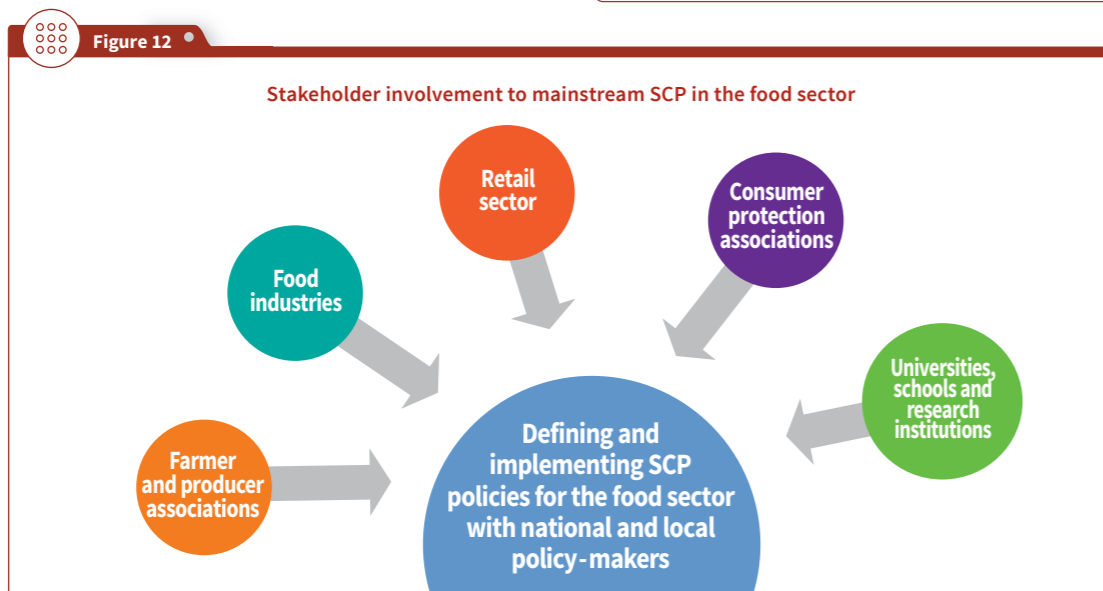 Figure 12
Stakeholder involvement to mainstream SCP in the food sector
Retail
sector
Consumer
protection
associations
Food
industries
Universities,
schools and
research
institutions
Farmer
and producer
associations
Defining and
implementing SCP
policies for the food sector
with national and local
policy-makers